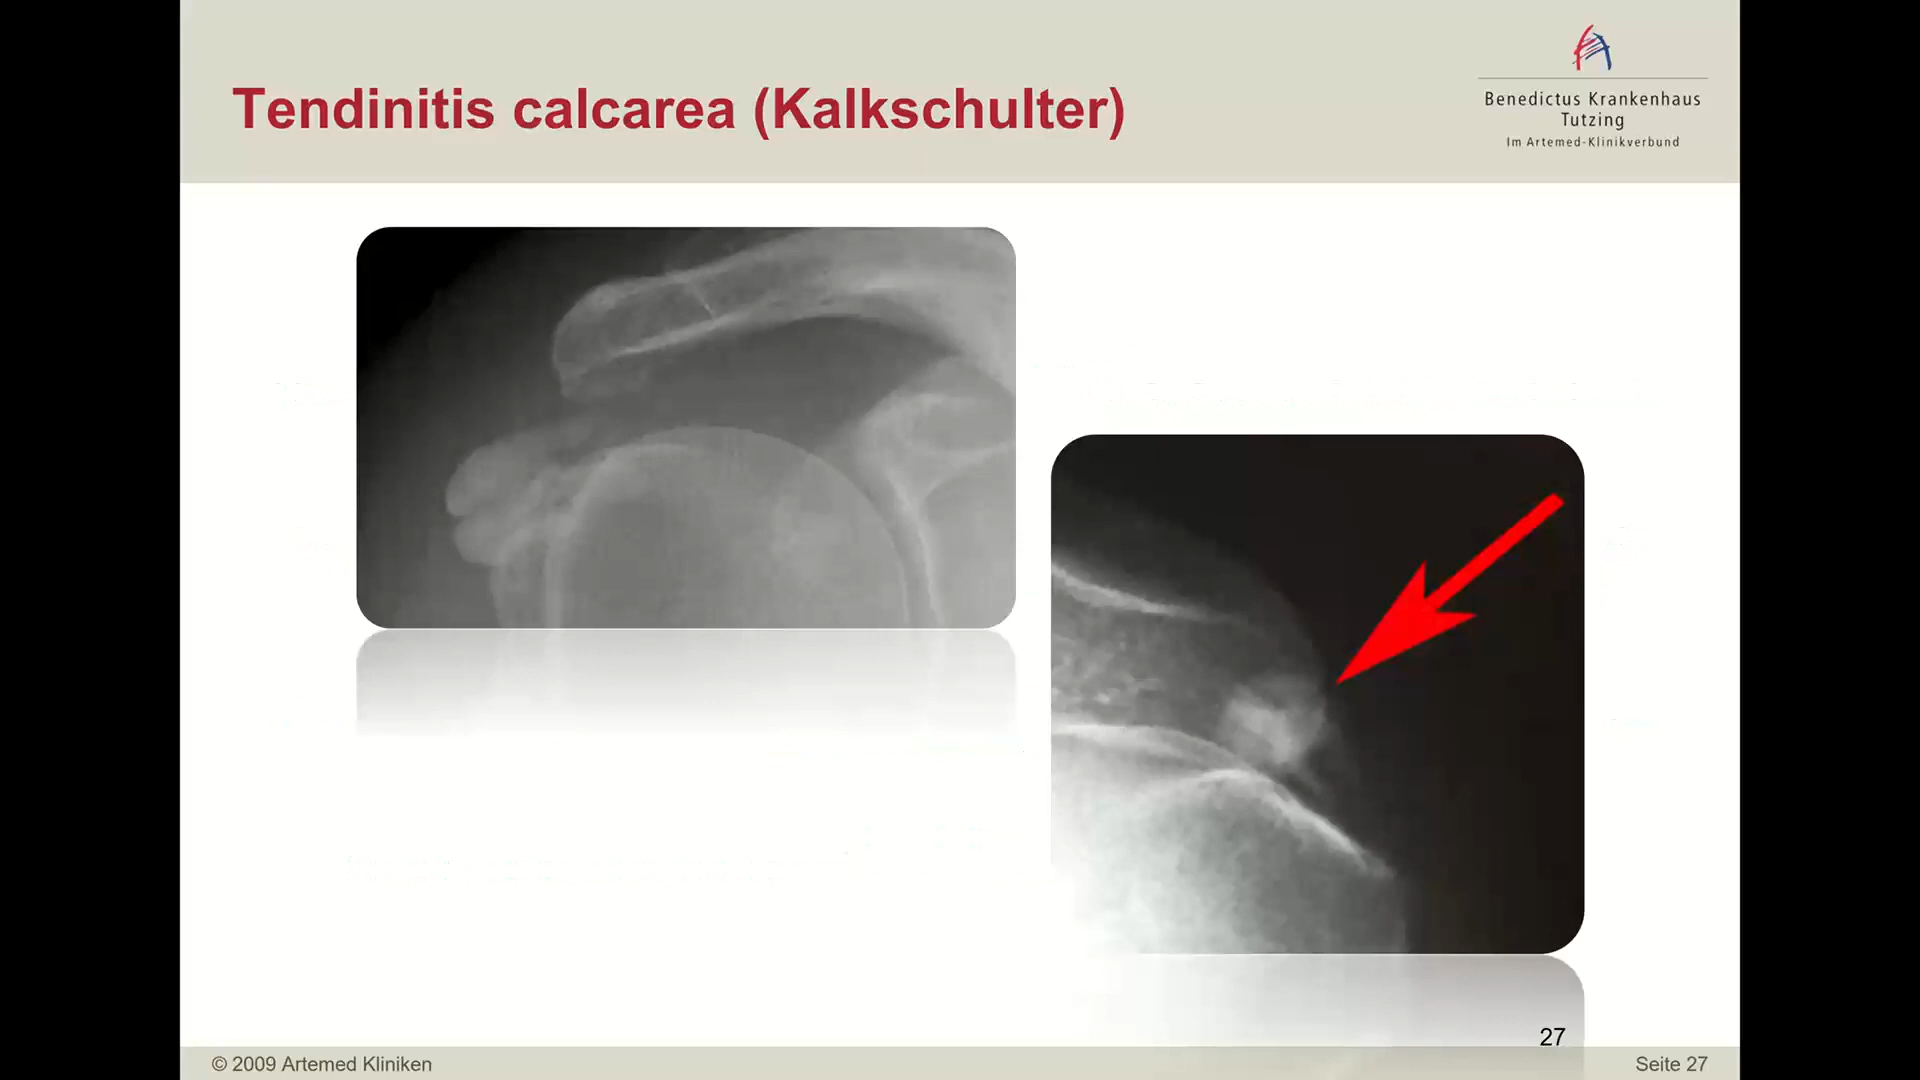 Tendinitis calcarea (Kalkschulter)
Benedictus Krankenhaus
Tutzing
Im Artemed-Klinikverbund
27
© 2009 Artemed Kliniken
Seite 27